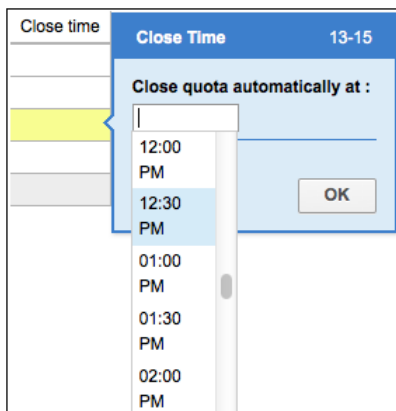 Close time
Close Time 13-15
Close quota automatically at :
12:00
PM
12:30
PM
OK
01:00
PM
01:30
PM
02:00
PM